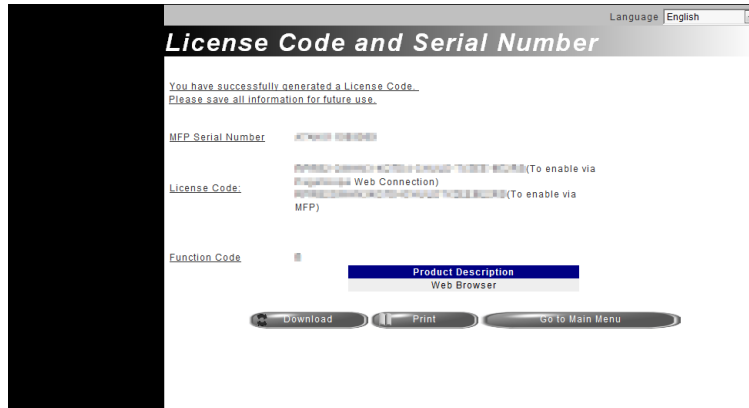 Language English
License Code and Serial Number
You have successfully generated a License Code.
Please save all information for future use.
MFP Serial Number
(To enable via
License Code: Web Connection)
(To enable via
MFP)
Function Code
Product Description
Web Browser
Download Print Go to Main Menu